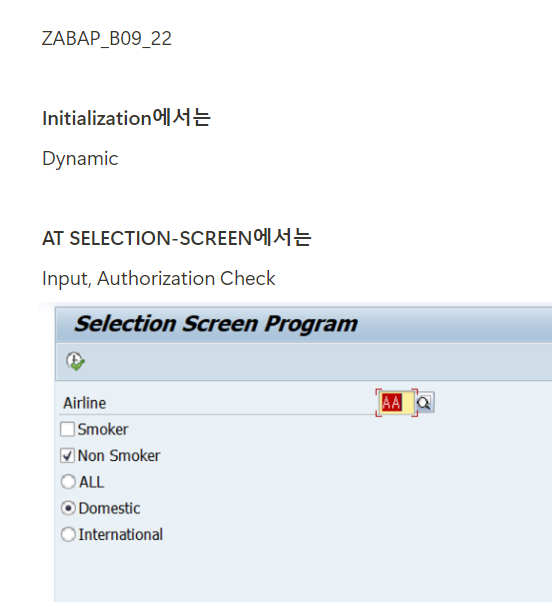 ZABAP_B09_22
Initialization에서는
Dynamic
AT SELECTION-SCREEN에서는
Input, Authorization Check
Selection Screen Program
Airline AA
Smoker
Non Smoker
ALL
Domestic
International